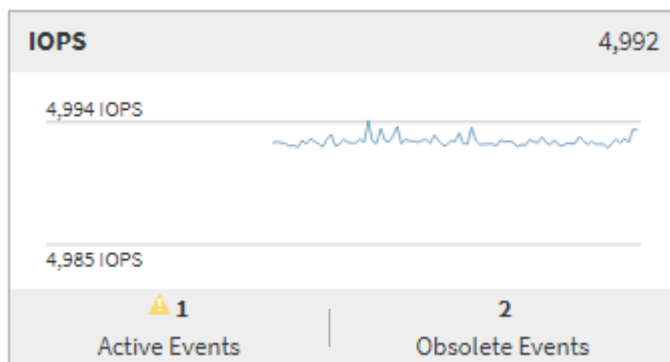 IOPS 4,992
4,994 IOPS
4,985 IOPS
1 2
Active Events Obsolete Events